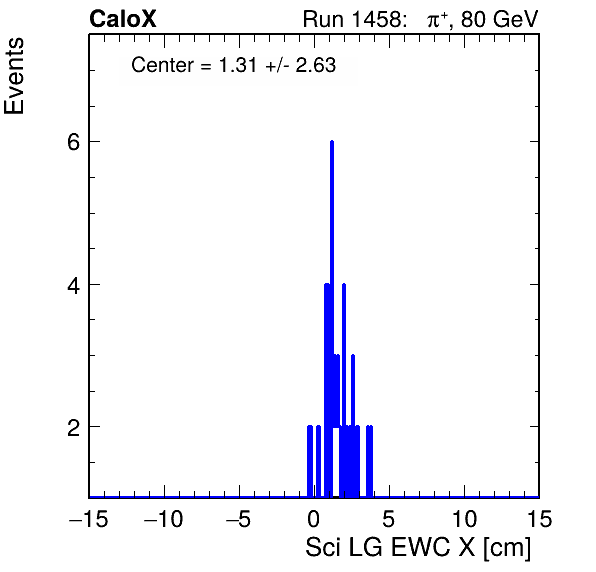 CaloX Run 1458: π⁺, 80 GeV
Events
Center = 1.31 +/- 2.63
6
4
2
−15 −10 −5 0 5 10 15
Sci LG EWC X [cm]